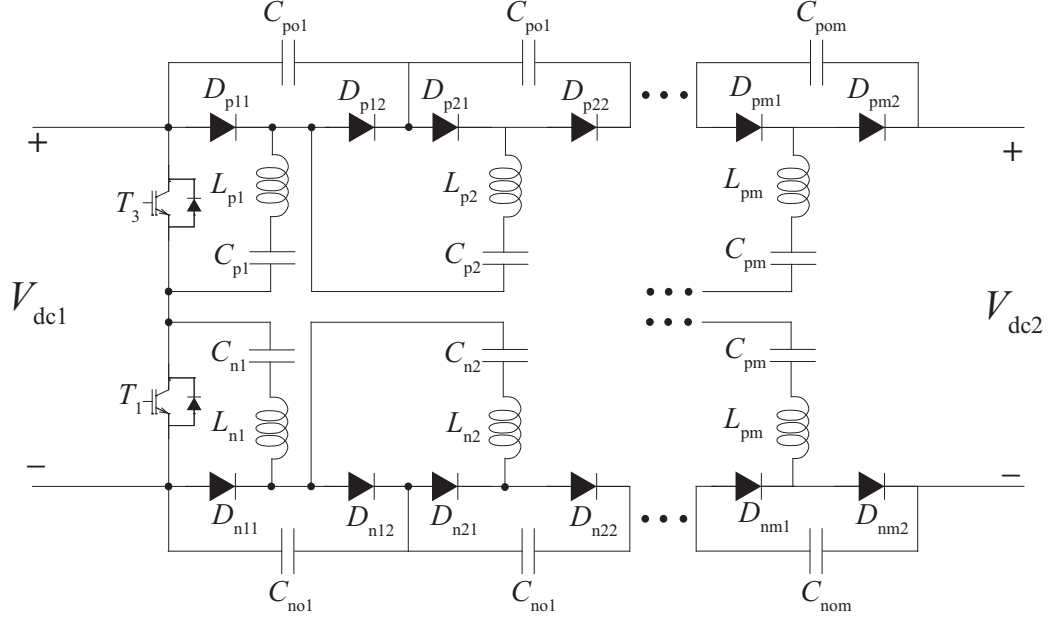 C_po1 C_po1 C_pom
D_p11 D_p12 D_p21 D_p22 D_pm1 D_pm2
+ +
T_3 L_p1 L_p2 L_pm
C_p1 C_p2 C_pm
V_dc1 V_dc2
C_n1 C_n2 C_pm
T_1 L_n1 L_n2 L_pm
− −
D_n11 D_n12 D_n21 D_n22 D_nm1 D_nm2
C_no1 C_no1 C_nom